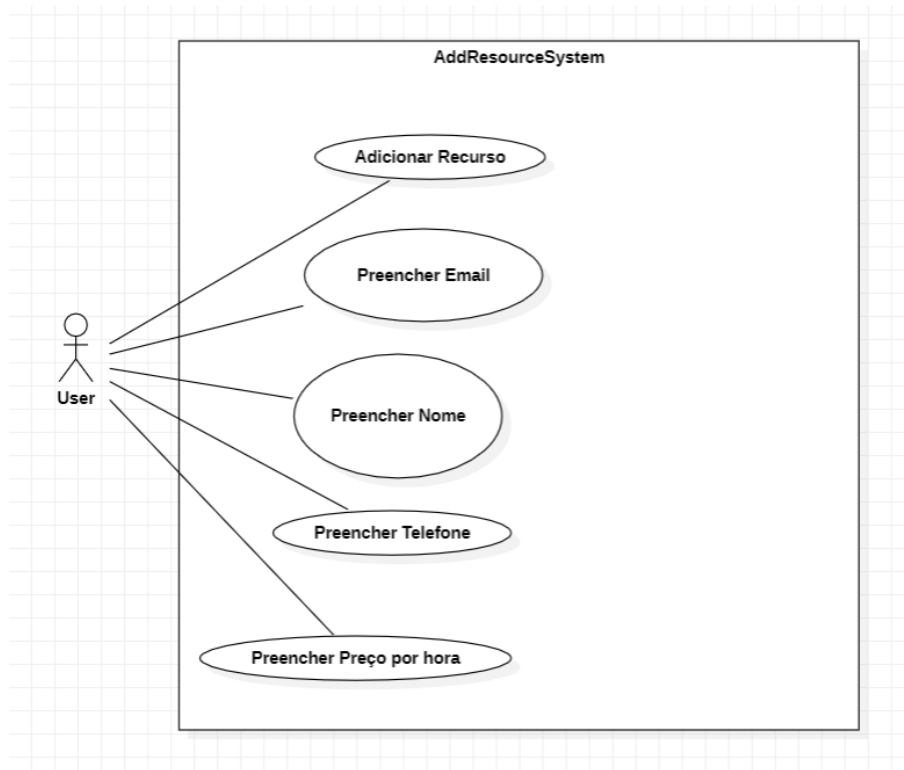 AddResourceSystem
Adicionar Recurso
Preencher Email
User
Preencher Nome
Preencher Telefone
Preencher Preço por hora